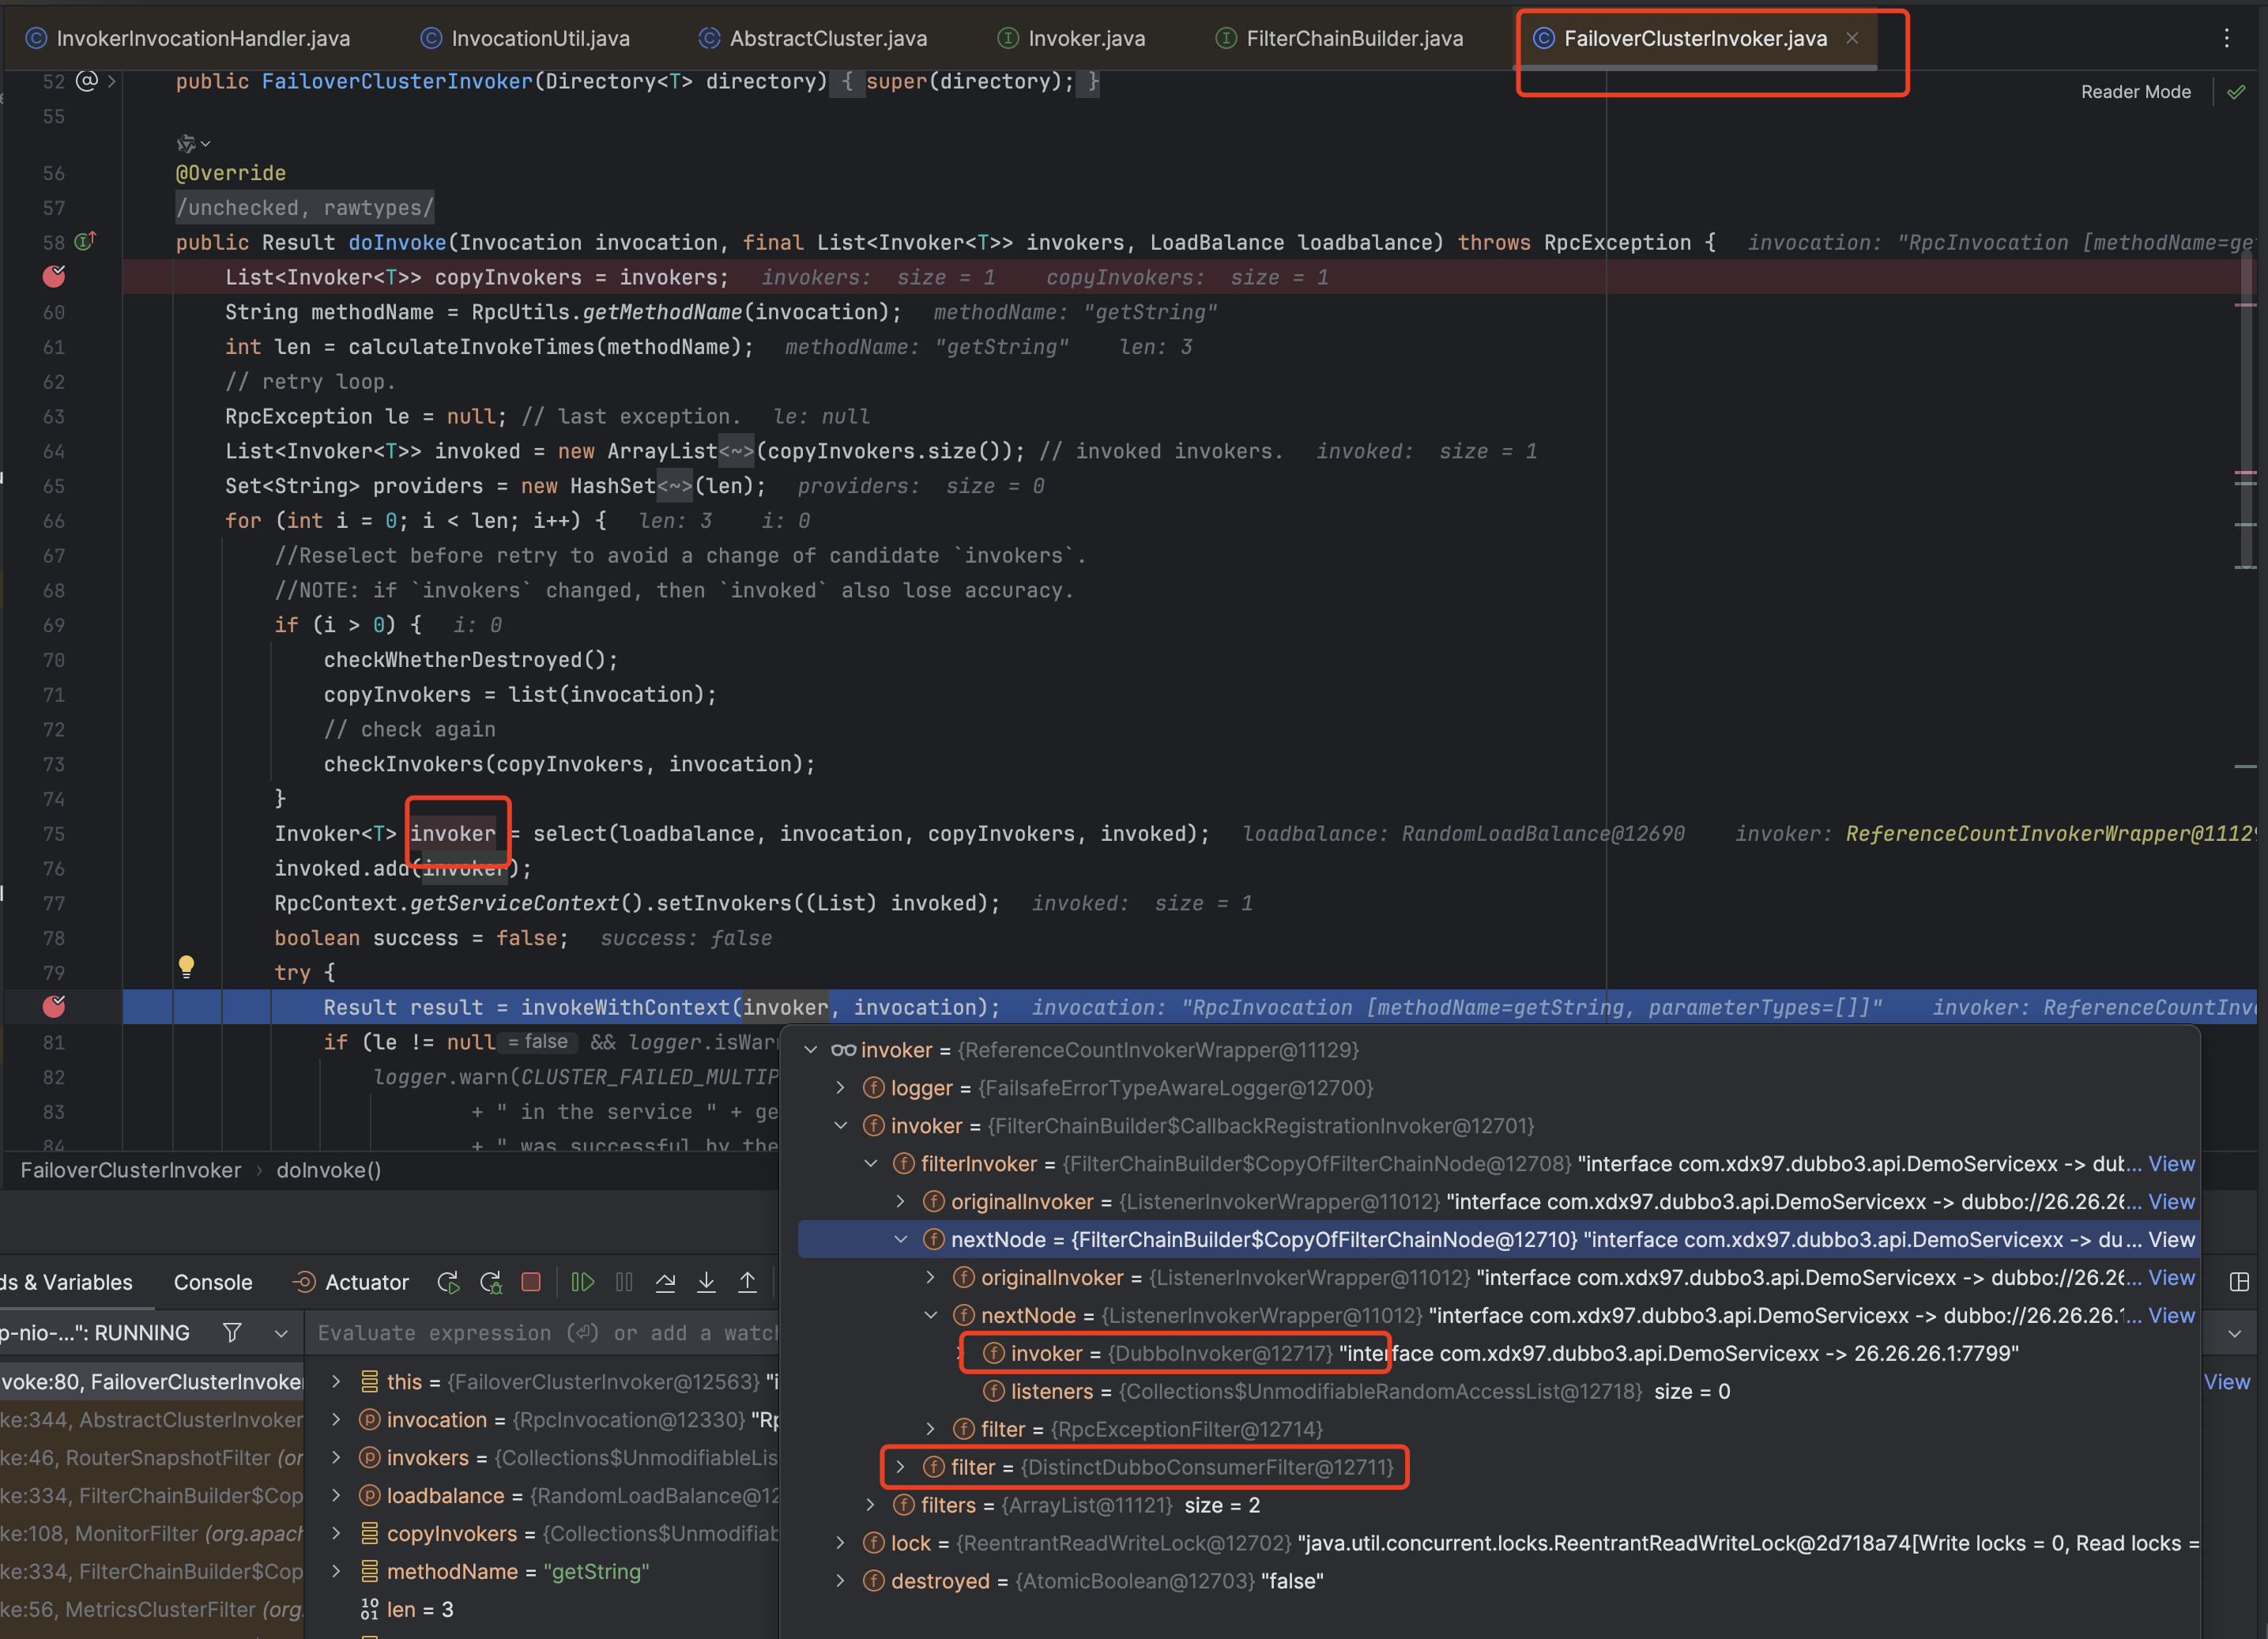 InvokerInvocationHandler.java InvocationUtil.java AbstractCluster.java Invoker.java FilterChainBuilder.java FailoverClusterInvoker.java
52 public FailoverClusterInvoker(Directory<T> directory) { super(directory); }
Reader Mode
55
56 @Override
57 /unchecked, rawtypes/
58 public Result doInvoke(Invocation invocation, final List<Invoker<T>> invokers, LoadBalance loadbalance) throws RpcException { invocation: "RpcInvocation [methodName=ge
List<Invoker<T>> copyInvokers = invokers; invokers: size = 1 copyInvokers: size = 1
60 String methodName = RpcUtils.getMethodName(invocation); methodName: "getString"
61 int len = calculateInvokeTimes(methodName); methodName: "getString" len: 3
62 // retry loop.
63 RpcException le = null; // last exception. le: null
64 List<Invoker<T>> invoked = new ArrayList<~>(copyInvokers.size()); // invoked invokers. invoked: size = 1
65 Set<String> providers = new HashSet<~>(len); providers: size = 0
66 for (int i = 0; i < len; i++) { len: 3 i: 0
67 //Reselect before retry to avoid a change of candidate `invokers`.
68 //NOTE: if `invokers` changed, then `invoked` also lose accuracy.
69 if (i > 0) { i: 0
70 checkWhetherDestroyed();
71 copyInvokers = list(invocation);
72 // check again
73 checkInvokers(copyInvokers, invocation);
74 }
75 Invoker<T> invoker = select(loadbalance, invocation, copyInvokers, invoked); loadbalance: RandomLoadBalance@12690 invoker: ReferenceCountInvokerWrapper@1112
76 invoked.add(invoker);
77 RpcContext.getServiceContext().setInvokers((List) invoked); invoked: size = 1
78 boolean success = false; success: false
79 try {
Result result = invokeWithContext(invoker, invocation); invocation: "RpcInvocation [methodName=getString, parameterTypes=[]]" invoker: ReferenceCountInv
81 if (le != null = false && logger.isWar
82 logger.warn(CLUSTER_FAILED_MULTIP
83 + " in the service " + ge
84 + " was successful by the
FailoverClusterInvoker › doInvoke()
invoker = {ReferenceCountInvokerWrapper@11129}
logger = {FailsafeErrorTypeAwareLogger@12700}
invoker = {FilterChainBuilder$CallbackRegistrationInvoker@12701}
filterInvoker = {FilterChainBuilder$CopyOfFilterChainNode@12708} "interface com.xdx97.dubbo3.api.DemoServicexx -> dub... View
originalInvoker = {ListenerInvokerWrapper@11012} "interface com.xdx97.dubbo3.api.DemoServicexx -> dubbo://26.26.26... View
nextNode = {FilterChainBuilder$CopyOfFilterChainNode@12710} "interface com.xdx97.dubbo3.api.DemoServicexx -> du... View
originalInvoker = {ListenerInvokerWrapper@11012} "interface com.xdx97.dubbo3.api.DemoServicexx -> dubbo://26.26... View
nextNode = {ListenerInvokerWrapper@11012} "interface com.xdx97.dubbo3.api.DemoServicexx -> dubbo://26.26.26.1... View
invoker = {DubboInvoker@12717} "interface com.xdx97.dubbo3.api.DemoServicexx -> 26.26.26.1:7799"
listeners = {Collections$UnmodifiableRandomAccessList@12718} size = 0
filter = {RpcExceptionFilter@12714}
filter = {DistinctDubboConsumerFilter@12711}
filters = {ArrayList@11121} size = 2
lock = {ReentrantReadWriteLock@12702} "java.util.concurrent.locks.ReentrantReadWriteLock@2d718a74[Write locks = 0, Read locks =
destroyed = {AtomicBoolean@12703} "false"
ds & Variables Console Actuator
p-nio-...": RUNNING
Evaluate expression (⏎) or add a watch
voke:80, FailoverClusterInvoker
ke:344, AbstractClusterInvoker
ke:46, RouterSnapshotFilter (or
ke:334, FilterChainBuilder$Cop
ke:108, MonitorFilter (org.apach
ke:334, FilterChainBuilder$Cop
ke:56, MetricsClusterFilter (org.
this = {FailoverClusterInvoker@12563} "i
View
invocation = {RpcInvocation@12330} "Rp
invokers = {Collections$UnmodifiableLis
loadbalance = {RandomLoadBalance@12
copyInvokers = {Collections$Unmodifiab
methodName = "getString"
len = 3